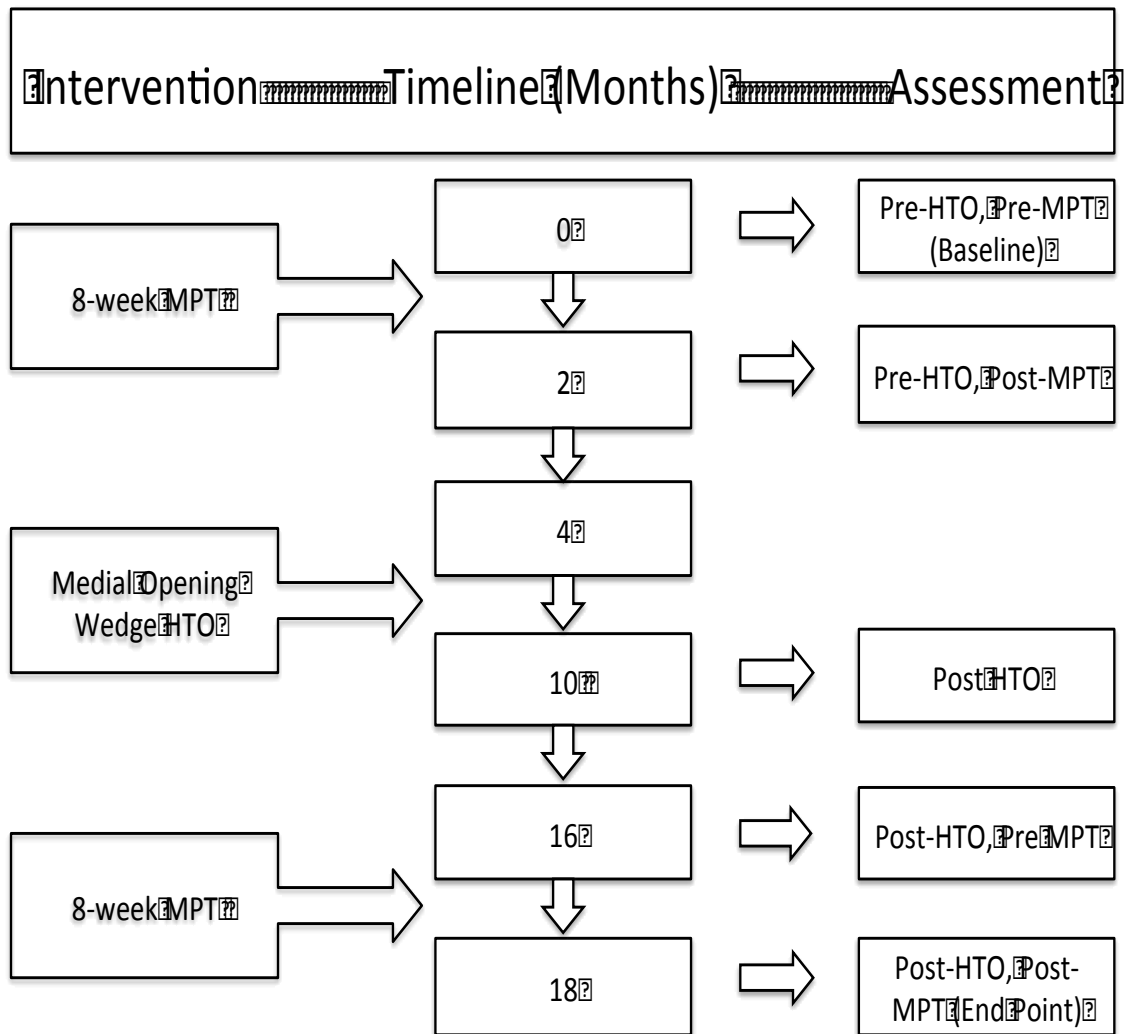 Intervention Timeline (Months) Assessment
0
Pre-HTO, Pre-MPT
(Baseline)
8-week MPT
2
Pre-HTO, Post-MPT
4
Medial Opening
Wedge HTO
10
Post HTO
16
Post-HTO, Pre MPT
8-week MPT
18
Post-HTO, Post-
MPT (End Point)